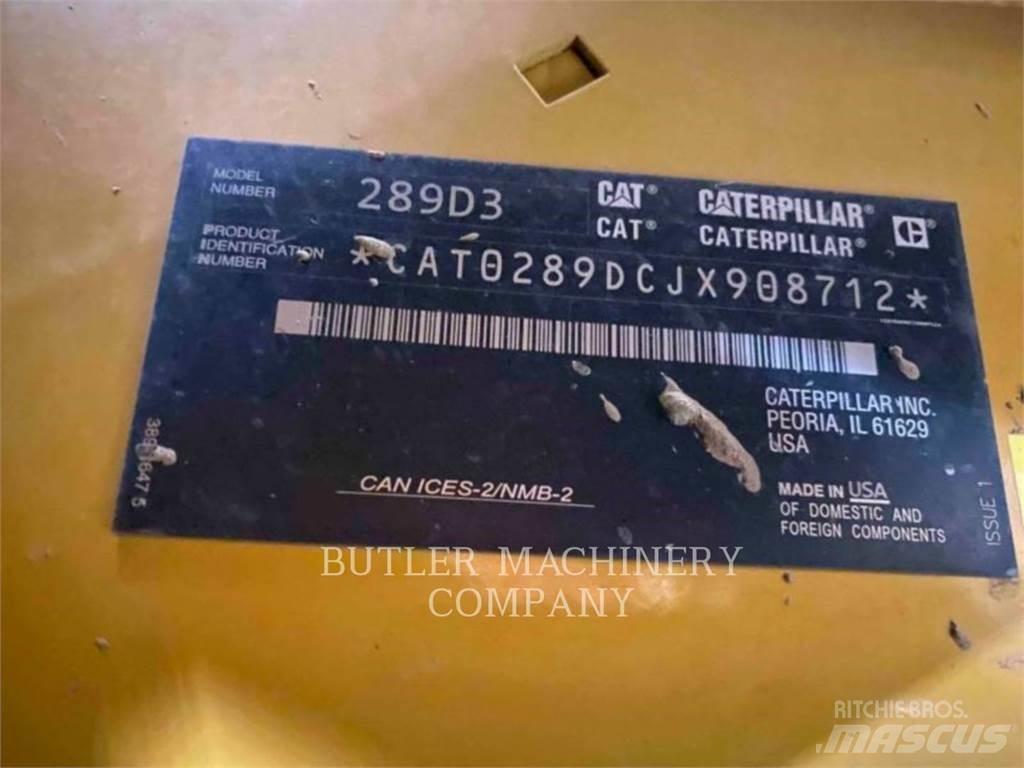 MODEL
NUMBER
289D3
CAT® CATERPILLAR® C
CAT® CATERPILLAR®
PRODUCT
IDENTIFICATION
NUMBER
*CAT0289DCJX908712*
CATERPILLAR INC.
PEORIA, IL 61629
USA
CAN ICES-2/NMB-2
MADE IN USA
OF DOMESTIC AND
FOREIGN COMPONENTS
ISSUE 1
BUTLER MACHINERY
COMPANY
RITCHIE BROS.
MASCUS